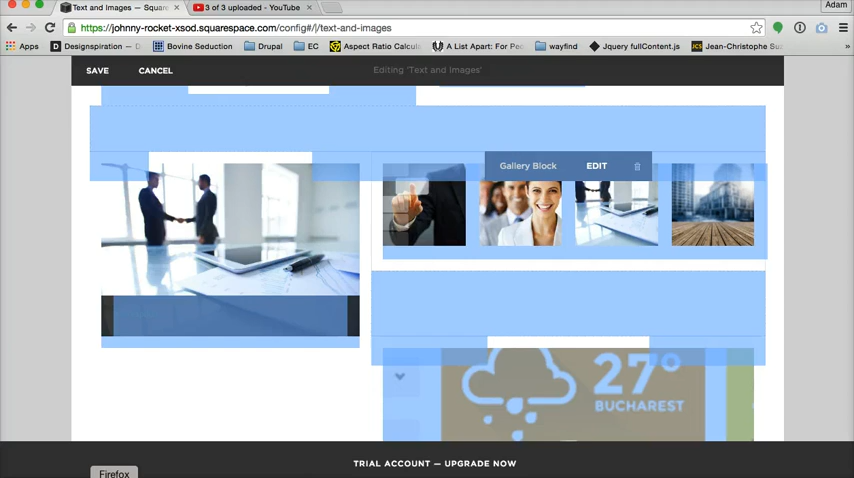 Text and Images — Square
3 of 3 uploaded - YouTube
Adam
https://johnny-rocket-xsod.squarespace.com/config#/|/text-and-images
Apps
Designspiration —
Bovine Seduction
Drupal
EC
Aspect Ratio Calcul
A List Apart: For Peo
wayfind
Jquery fullContent.js
Jean-Christophe Su
SAVE
CANCEL
Editing 'Text and Images'
Gallery Block
EDIT
27°
BUCHAREST
TRIAL ACCOUNT — UPGRADE NOW
Firefox